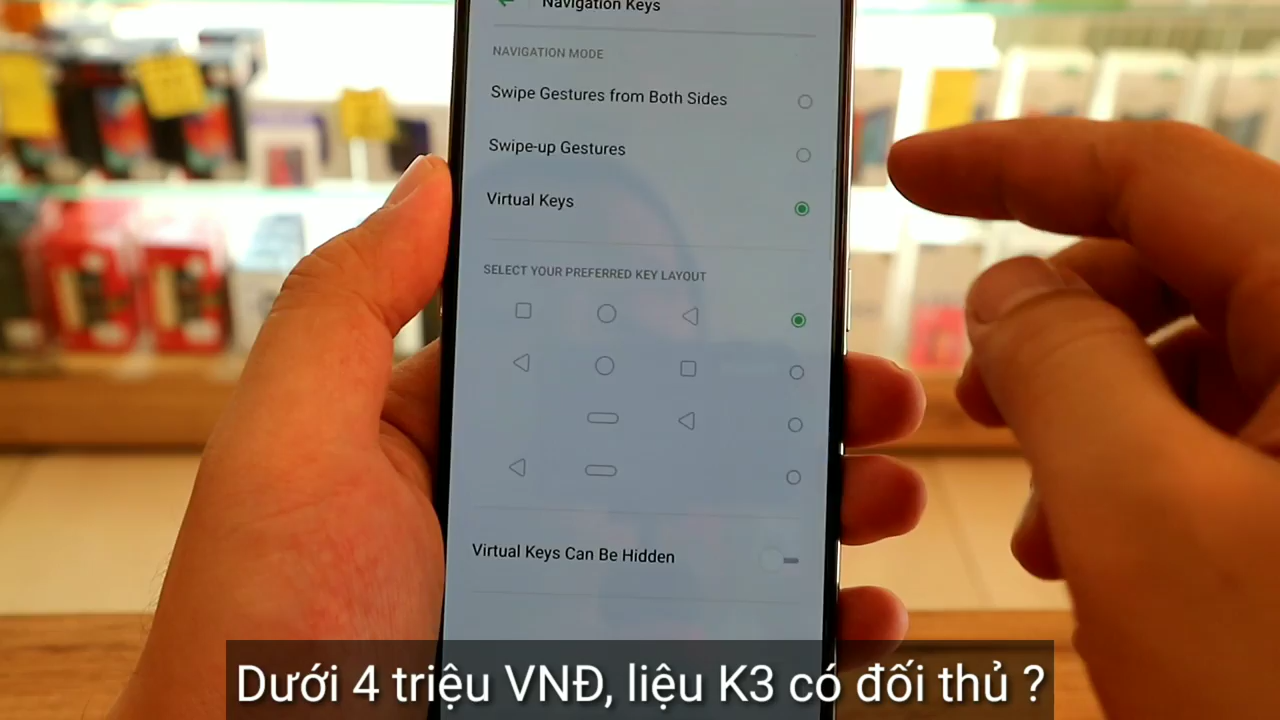 Navigation Keys
NAVIGATION MODE
Swipe Gestures from Both Sides
Swipe-up Gestures
Virtual Keys
SELECT YOUR PREFERRED KEY LAYOUT
Virtual Keys Can Be Hidden
Dưới 4 triệu VNĐ, liệu K3 có đối thủ ?